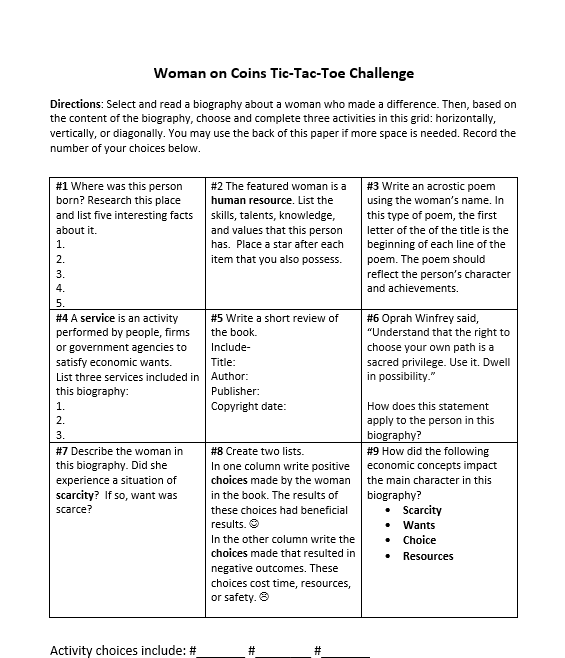 Woman on Coins Tic-Tac-Toe Challenge
Directions: Select and read a biography about a woman who made a difference. Then, based on
the content of the biography, choose and complete three activities in this grid: horizontally,
vertically, or diagonally. You may use the back of this paper if more space is needed. Record the
number of your choices below.
#1 Where was this person
born? Research this place
and list five interesting facts
about it.
1.
2.
3.
4.
5.
#2 The featured woman is a
human resource. List the
skills, talents, knowledge,
and values that this person
has.  Place a star after each
item that you also possess.
#3 Write an acrostic poem
using the woman's name. In
this type of poem, the first
letter of the of the title is the
beginning of each line of the
poem. The poem should
reflect the person's character
and achievements.
#4 A service is an activity
performed by people, firms
or government agencies to
satisfy economic wants.
List three services included in
this biography:
1.
2.
3.
#5 Write a short review of
the book.
Include-
Title:
Author:
Publisher:
Copyright date:
#6 Oprah Winfrey said,
"Understand that the right to
choose your own path is a
sacred privilege. Use it. Dwell
in possibility."
How does this statement
apply to the person in this
biography?
#7 Describe the woman in
this biography. Did she
experience a situation of
scarcity?  If so, want was
scarce?
#8 Create two lists.
In one column write positive
choices made by the woman
in the book. The results of
these choices had beneficial
results. ☺
In the other column write the
choices made that resulted in
negative outcomes. These
choices cost time, resources,
or safety. ☹
#9 How did the following
economic concepts impact
the main character in this
biography?
• Scarcity
• Wants
• Choice
• Resources
Activity choices include: #_______ #________ #_______